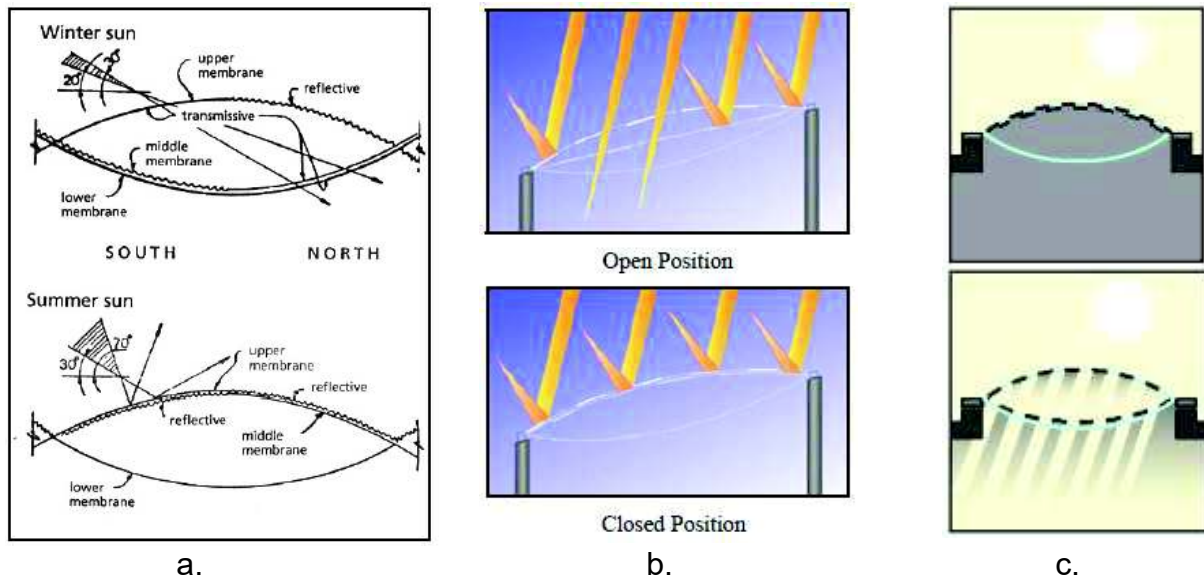 Winter sun
20°
upper membrane
reflective
transmissive
middle membrane
lower membrane
SOUTH NORTH
Summer sun
70°
30°
upper membrane
reflective
reflective
middle membrane
lower membrane
a.
Open Position
Closed Position
b.
c.